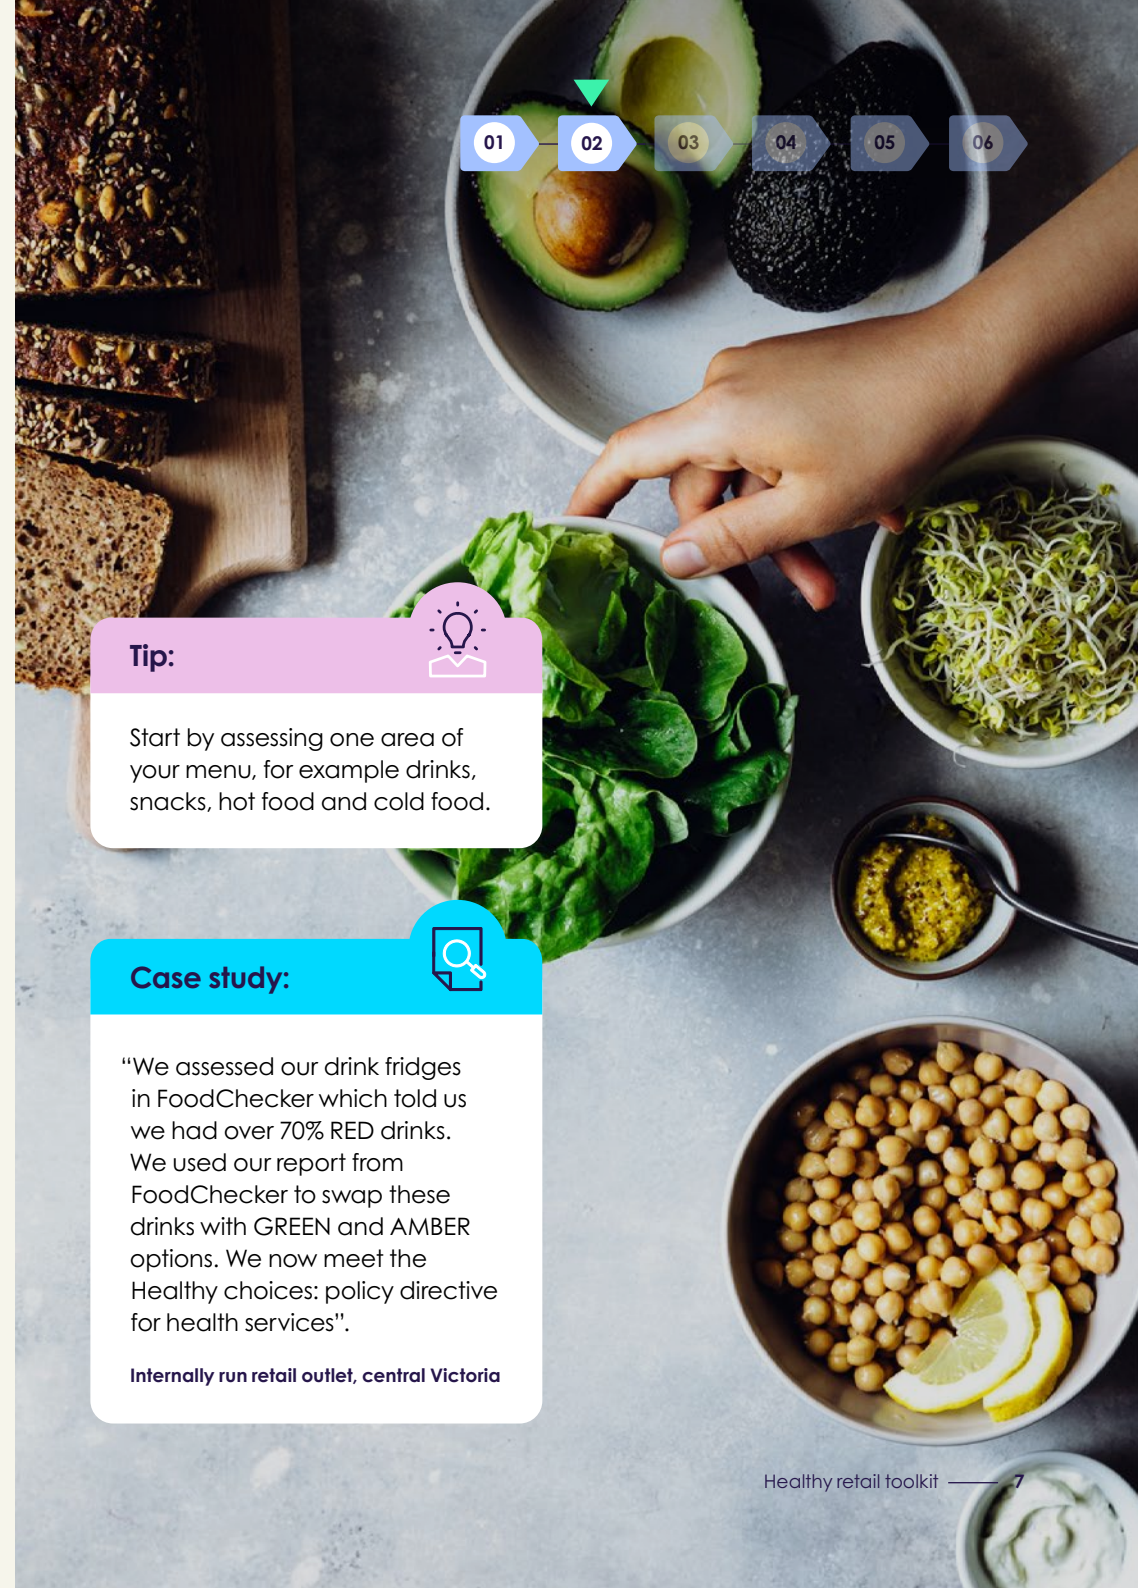 01 02 03 04 05 06
Tip:
Start by assessing one area of
your menu, for example drinks,
snacks, hot food and cold food.
Case study:
“We assessed our drink fridges
in FoodChecker which told us
we had over 70% RED drinks.
We used our report from
FoodChecker to swap these
drinks with GREEN and AMBER
options. We now meet the
Healthy choices: policy directive
for health services”.
Internally run retail outlet, central Victoria
Healthy retail toolkit 7